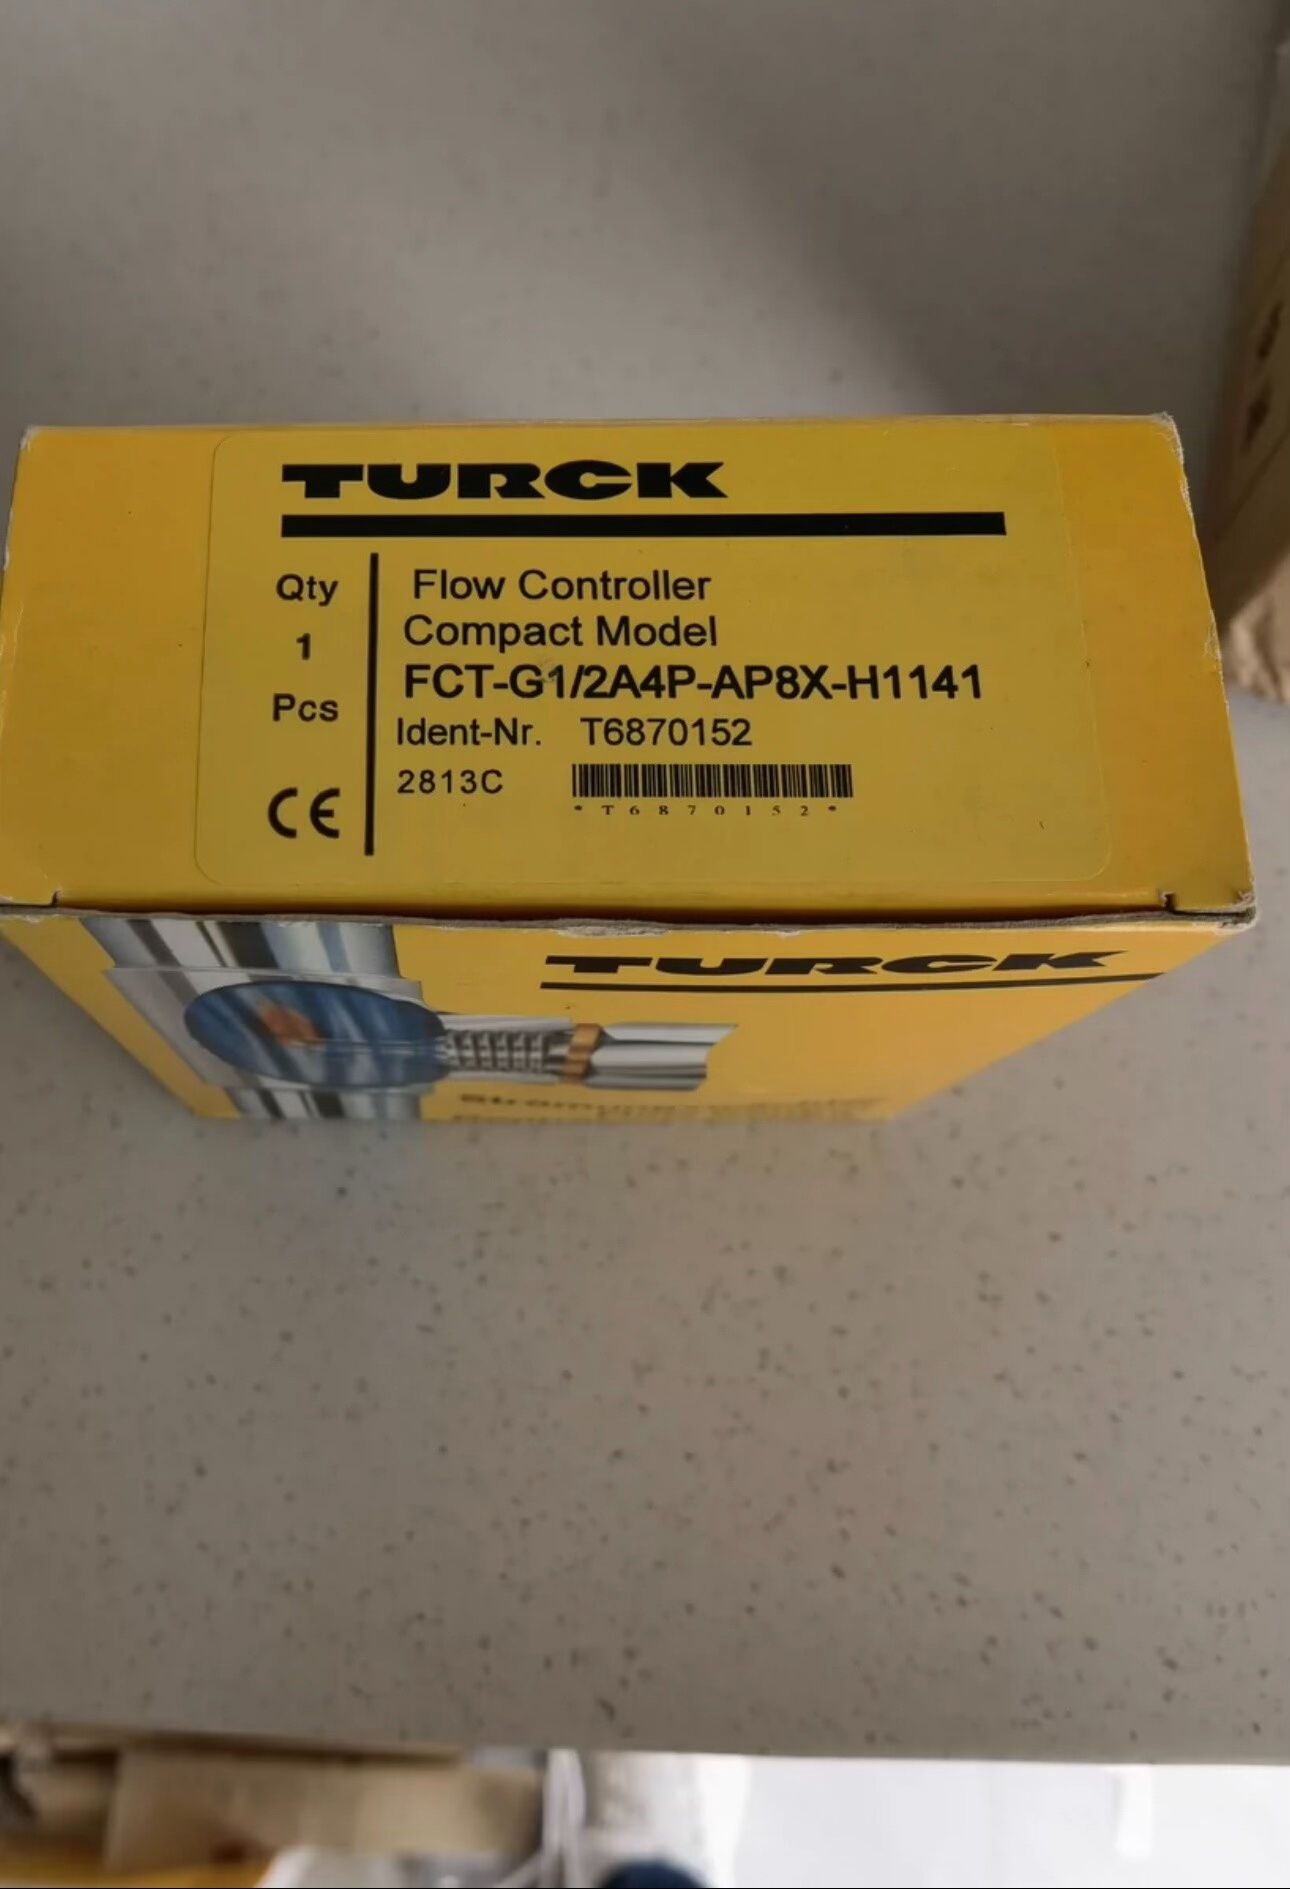 TURCK
Qty
1
Pcs
CE
Flow Controller
Compact Model
FCT-G1/2A4P-AP8X-H1141
Ident-Nr. T6870152
2813C
*T6870152*
TURCK